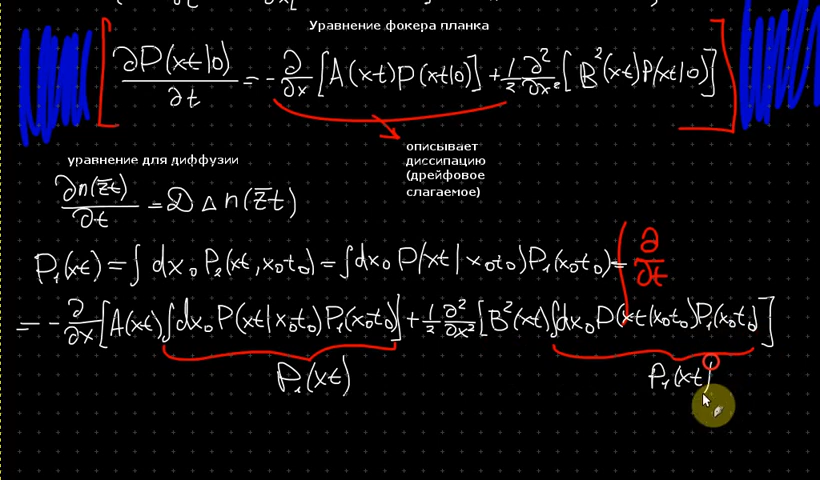 Уравнение фокера планка
∂P(xt|0)/∂t = -∂/∂x [A(xt)P(xt|0)] + 1/2 ∂²/∂x² [B²(xt)P(xt|0)]
описывает
диссипацию
(дрейфовое
слагаемое)
уравнение для диффузии
∂n(z̄t)/∂t = D Δ n(z̄t)
P₁(xt) = ∫ dx₀ P₂(xt, x₀t₀) = ∫dx₀ P(xt|x₀t₀)P₁(x₀t₀) = | ∂/∂t
= -∂/∂x [A(xt)∫dx₀ P(xt|x₀t₀)P₁(x₀t₀)] + 1/2 ∂²/∂x² [B²(xt)∫dx₀ P(xt|x₀t₀)P₁(x₀t₀)]
P₁(xt) P₁(xt)